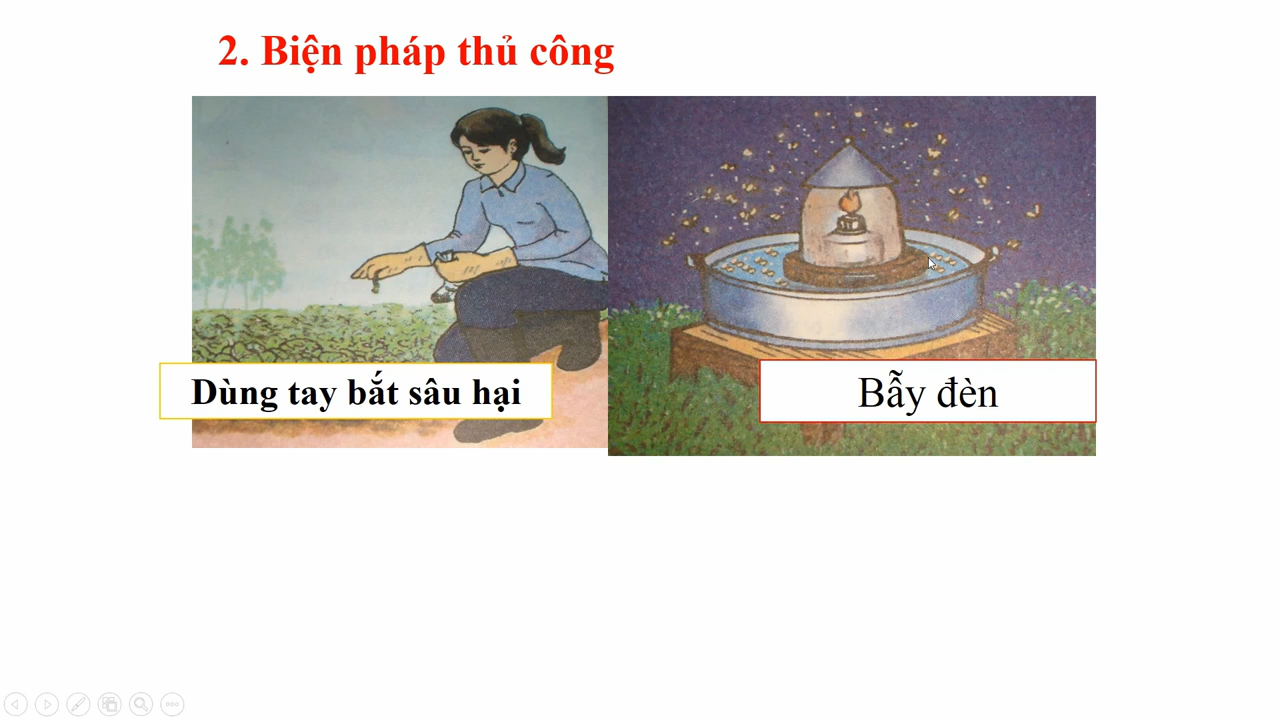 2. Biện pháp thủ công
Dùng tay bắt sâu hại
Bẫy đèn